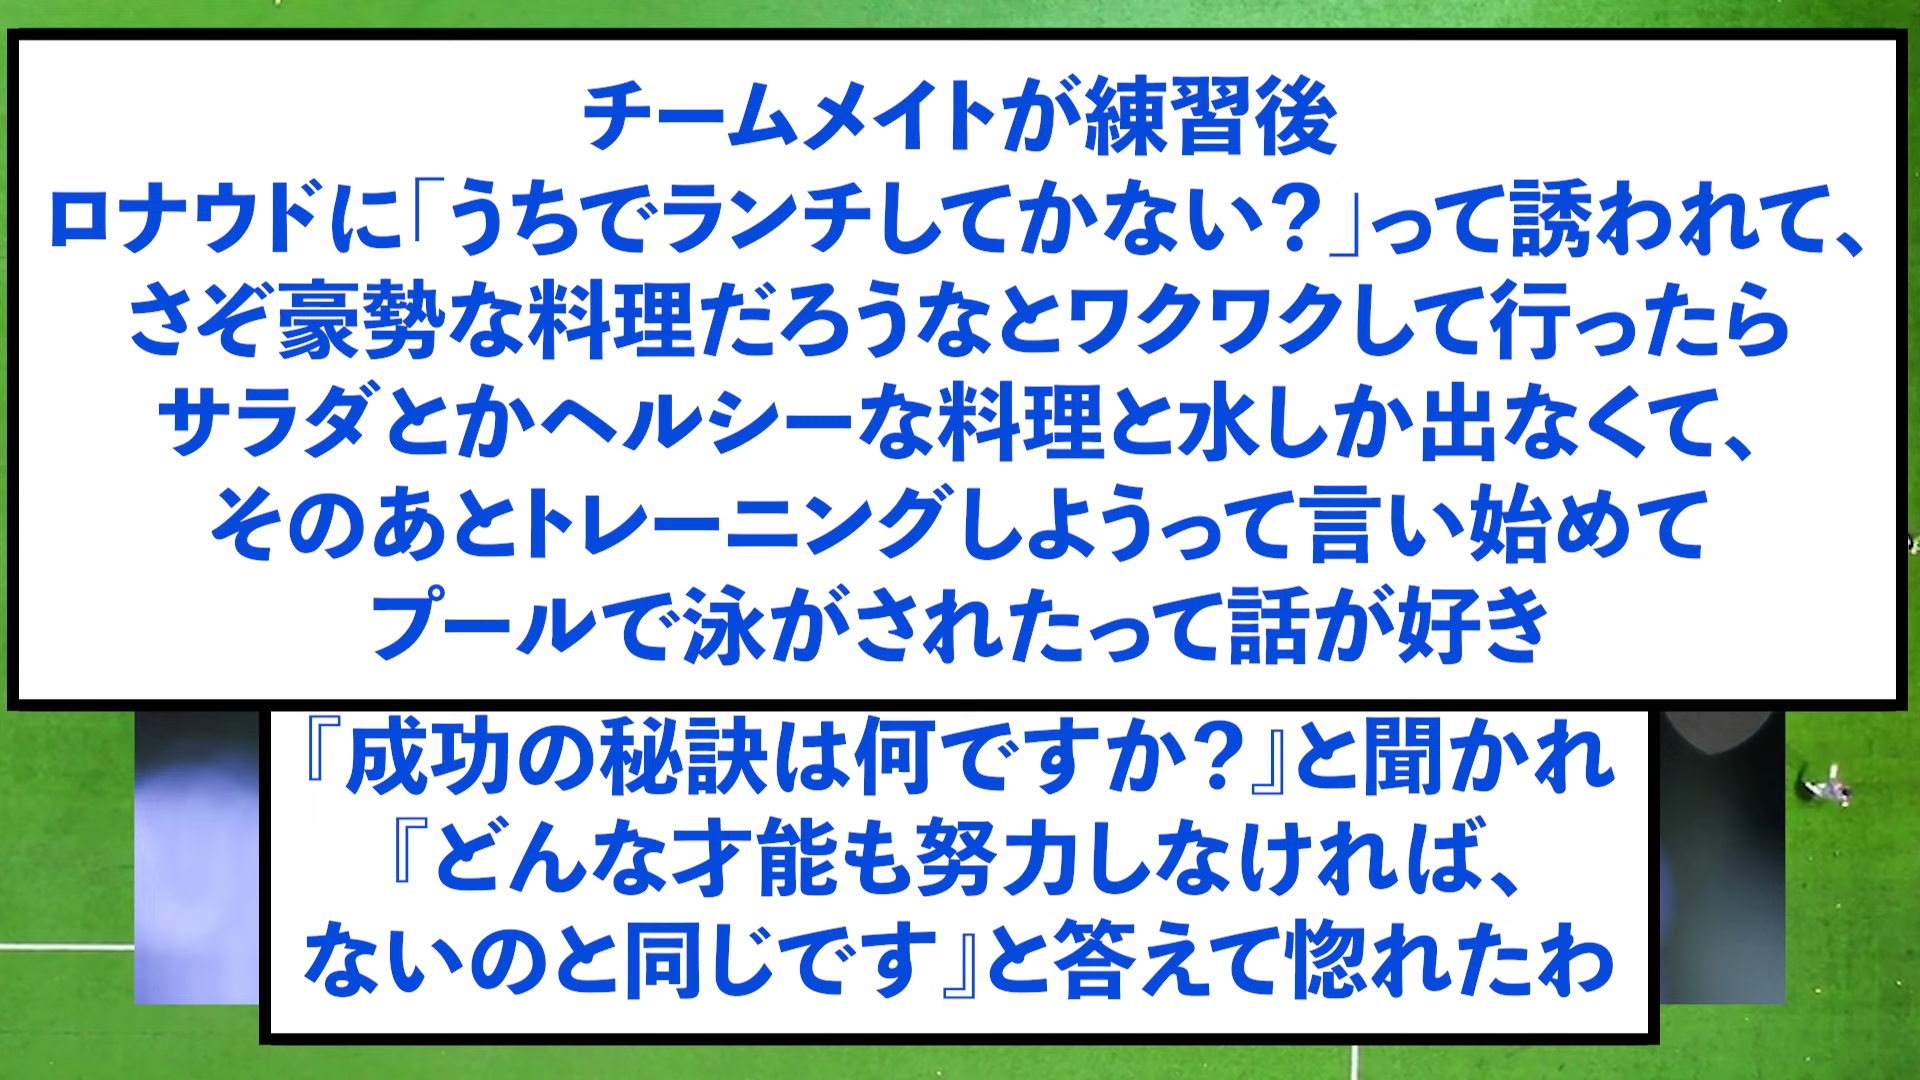 チームメイトが練習後
ロナウドに「うちでランチしてかない？」って誘われて、
さぞ豪勢な料理だろうなとワクワクして行ったら
サラダとかヘルシーな料理と水しか出なくて、
そのあとトレーニングしようって言い始めて
プールで泳がされたって話が好き
『成功の秘訣は何ですか？』と聞かれ
『どんな才能も努力しなければ、
ないのと同じです』と答えて惚れたわ